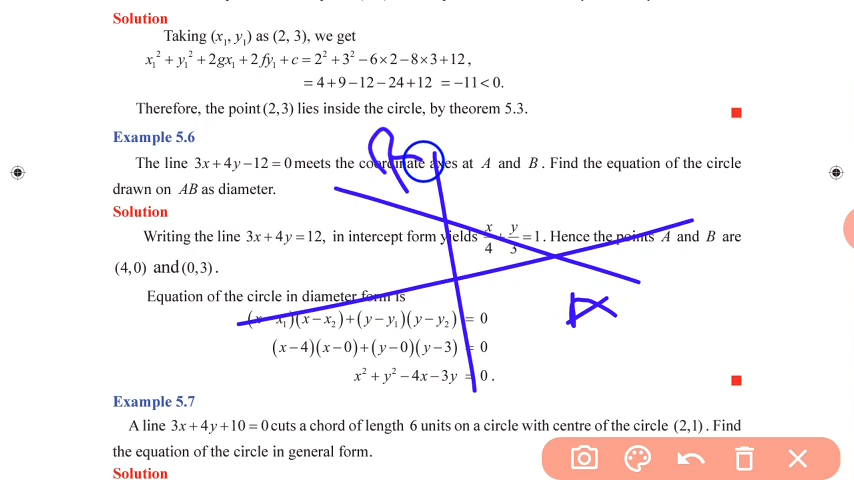 Solution
Taking (x₁, y₁) as (2, 3), we get
x₁² + y₁² + 2gx₁ + 2fy₁ + c = 2² + 3² − 6 × 2 − 8 × 3 + 12 ,
= 4 + 9 − 12 − 24 + 12 = −11 < 0.
Therefore, the point (2, 3) lies inside the circle, by theorem 5.3.
Example 5.6
The line 3x + 4y − 12 = 0 meets the coordinate axes at A and B . Find the equation of the circle
drawn on AB as diameter.
Solution
Writing the line 3x + 4y = 12, in intercept form yields x/4 + y/3 = 1 . Hence the points A and B are
(4, 0) and (0, 3) .
Equation of the circle in diameter form is
(x − x₁)(x − x₂) + (y − y₁)(y − y₂) = 0
(x − 4)(x − 0) + (y − 0)(y − 3) = 0
x² + y² − 4x − 3y = 0 .
Example 5.7
A line 3x + 4y + 10 = 0 cuts a chord of length 6 units on a circle with centre of the circle (2, 1) . Find
the equation of the circle in general form.
Solution